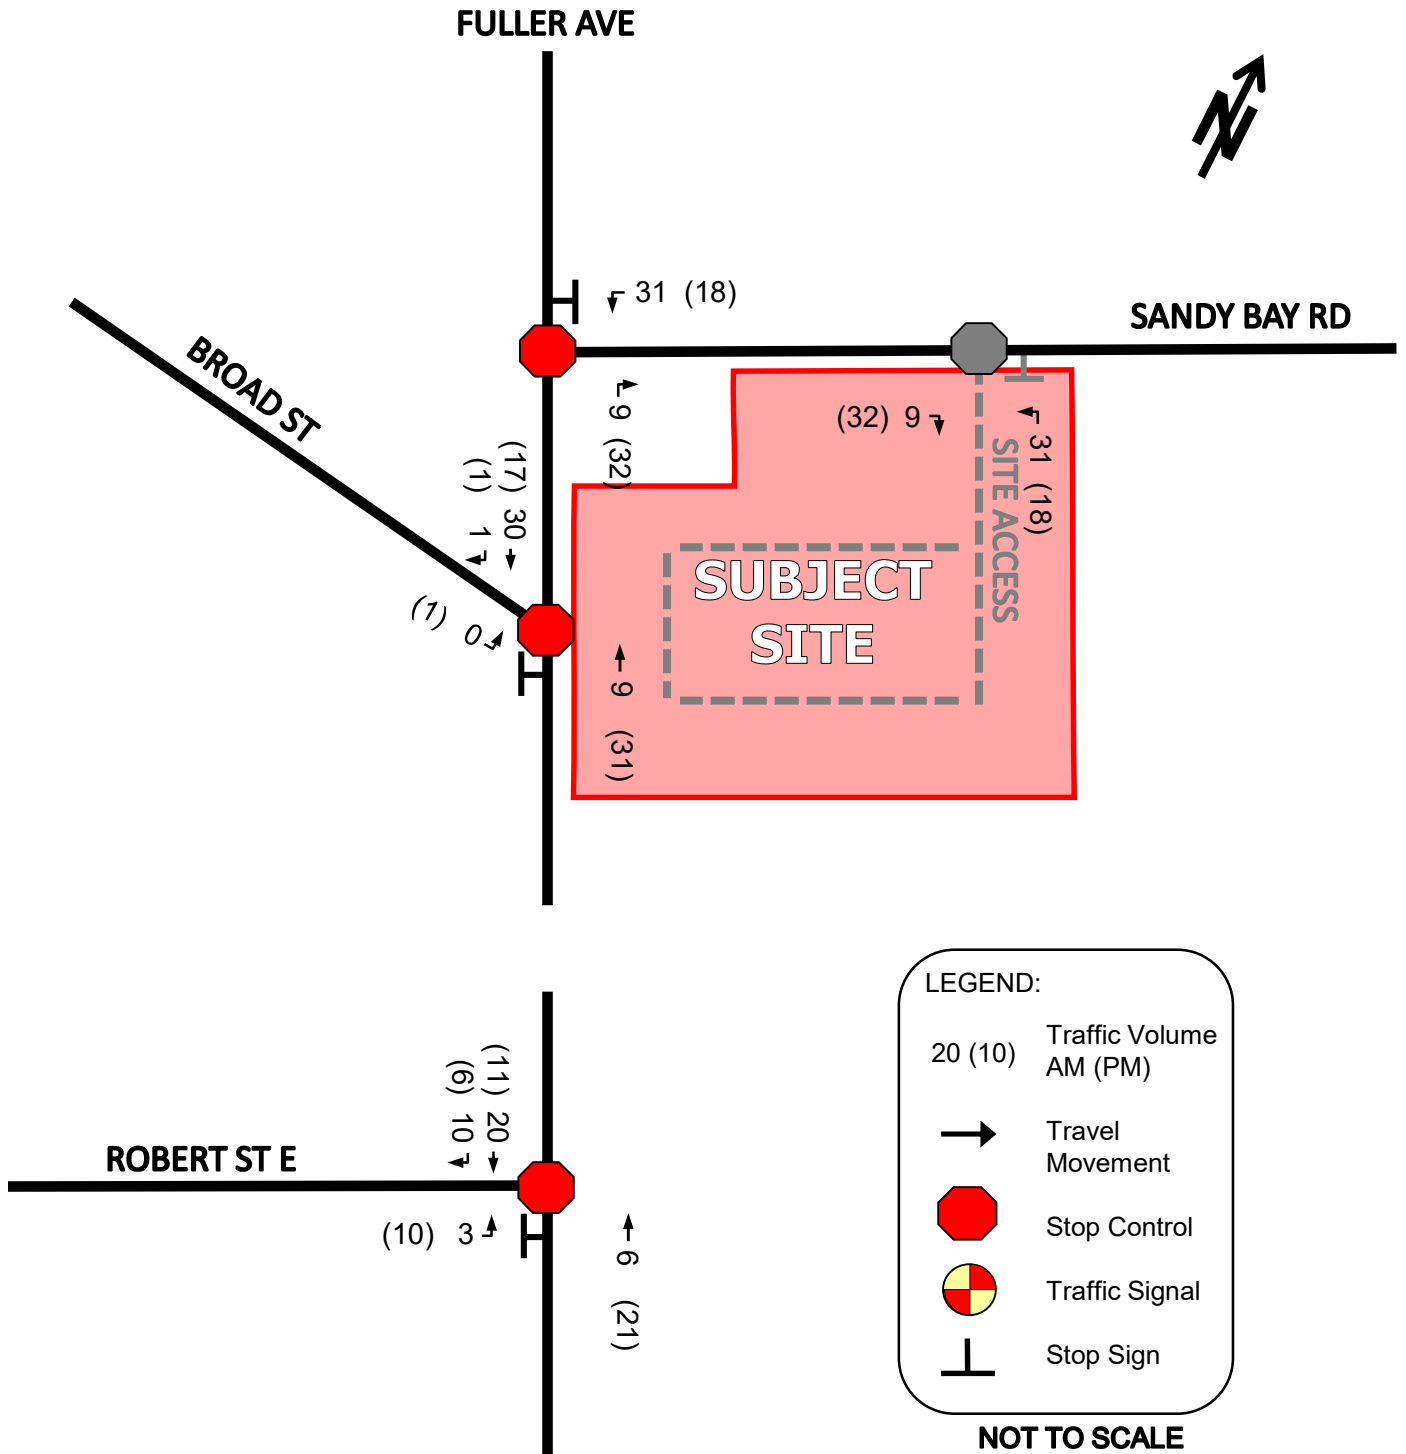 FULLER AVE
N
31 (18)
SANDY BAY RD
BROAD ST
9 (32)
(32) 9
31 (18)
SITE ACCESS
(17) 30
(1) 1
(1) 0
SUBJECT
SITE
9 (31)
(11) 20
(6) 10
ROBERT ST E
(10) 3
6 (21)
LEGEND:
20 (10)
Traffic Volume
AM (PM)
Travel
Movement
Stop Control
Traffic Signal
Stop Sign
NOT TO SCALE